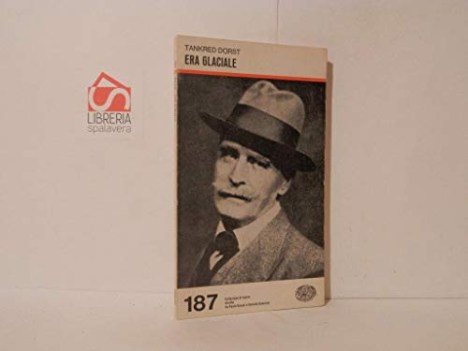 TANKRED DORST
ERA GLACIALE
LIBRERIA
spalavera
187